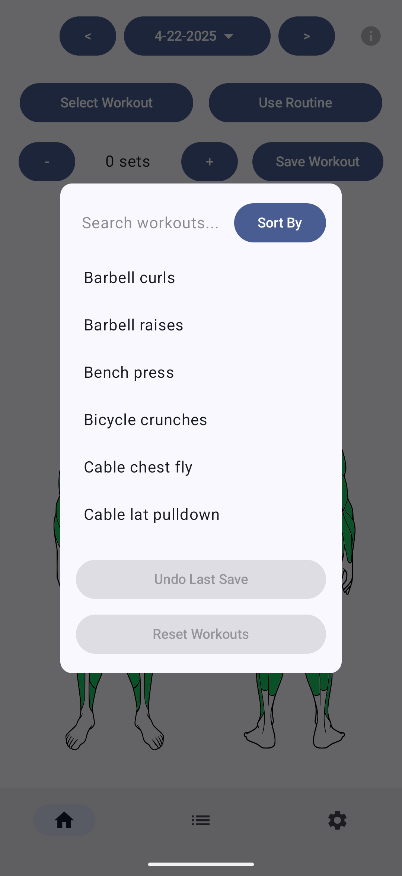 < 4-22-2025 >
Select Workout Use Routine
- 0 sets + Save Workout
Search workouts... Sort By
Barbell curls
Barbell raises
Bench press
Bicycle crunches
Cable chest fly
Cable lat pulldown
Undo Last Save
Reset Workouts